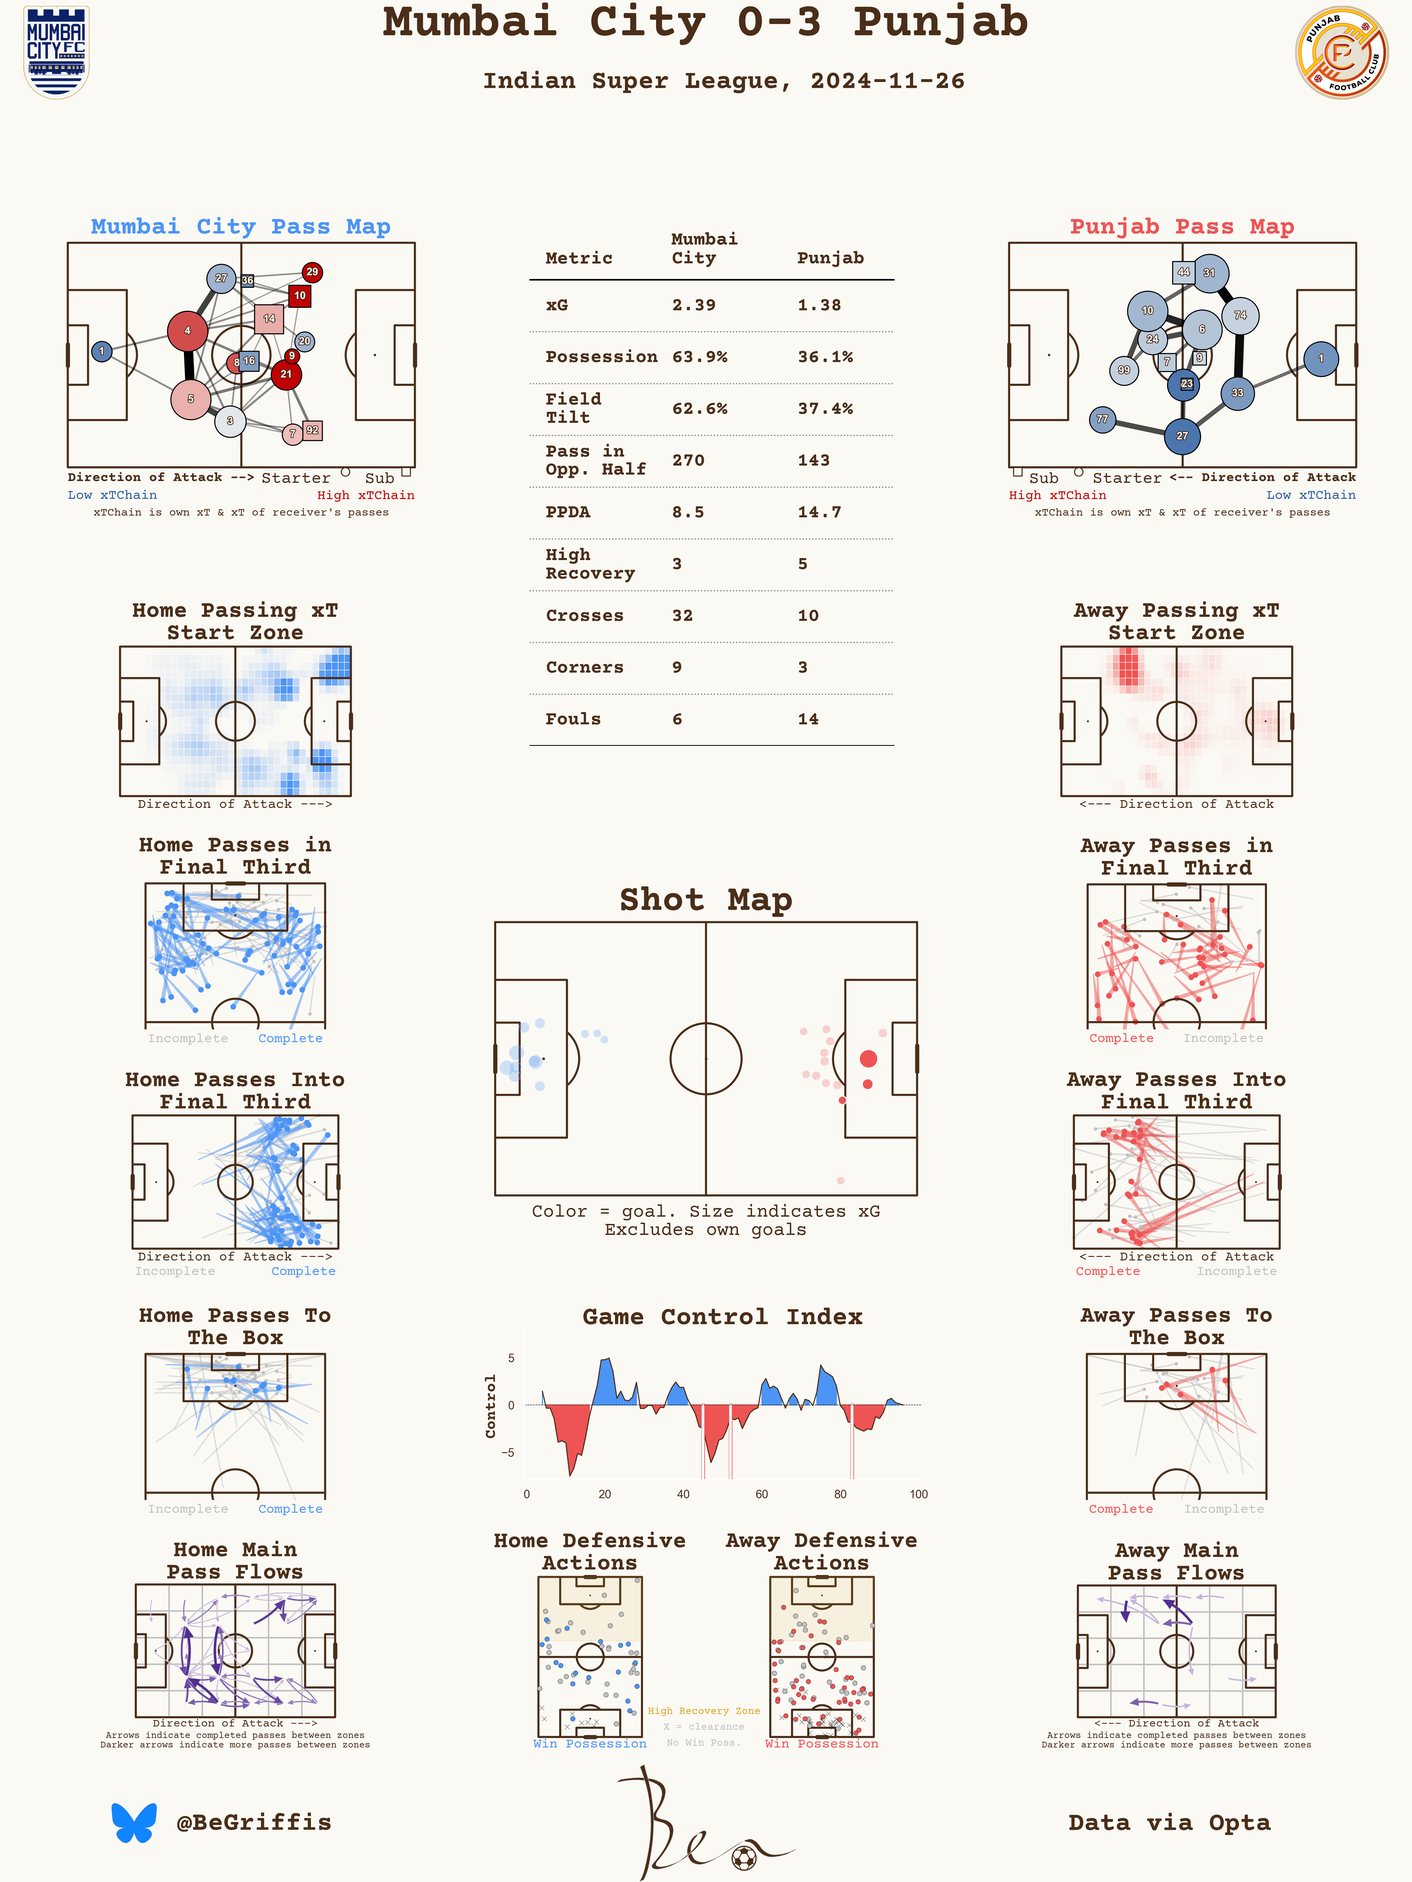 Mumbai City 0-3 Punjab
Indian Super League, 2024-11-26
MUMBAI
CITY FC
PUNJAB
FOOTBALL CLUB
Mumbai City Pass Map
27
36
29
10
14
4
20
1
8
16
9
21
5
3
7
92
Direction of Attack --> Starter Sub
Low xTChain High xTChain
xTChain is own xT & xT of receiver's passes
Metric Mumbai City Punjab
xG 2.39 1.38
Possession 63.9% 36.1%
Field Tilt 62.6% 37.4%
Pass in Opp. Half 270 143
PPDA 8.5 14.7
High Recovery 3 5
Crosses 32 10
Corners 9 3
Fouls 6 14
Punjab Pass Map
44
31
10
74
6
24
7
9
1
99
23
33
77
27
Sub Starter <-- Direction of Attack
High xTChain Low xTChain
xTChain is own xT & xT of receiver's passes
Home Passing xT
Start Zone
Direction of Attack --->
Away Passing xT
Start Zone
<--- Direction of Attack
Home Passes in
Final Third
Incomplete Complete
Away Passes in
Final Third
Complete Incomplete
Shot Map
Color = goal. Size indicates xG
Excludes own goals
Home Passes Into
Final Third
Direction of Attack --->
Incomplete Complete
Away Passes Into
Final Third
<--- Direction of Attack
Complete Incomplete
Home Passes To
The Box
Incomplete Complete
Game Control Index
Control
5
0
−5
0 20 40 60 80 100
Away Passes To
The Box
Complete Incomplete
Home Main
Pass Flows
Direction of Attack --->
Arrows indicate completed passes between zones
Darker arrows indicate more passes between zones
Home Defensive
Actions
Win Possession
Away Defensive
Actions
Win Possession
High Recovery Zone
X = clearance
No Win Poss.
Away Main
Pass Flows
<--- Direction of Attack
Arrows indicate completed passes between zones
Darker arrows indicate more passes between zones
@BeGriffis
Ben
Data via Opta